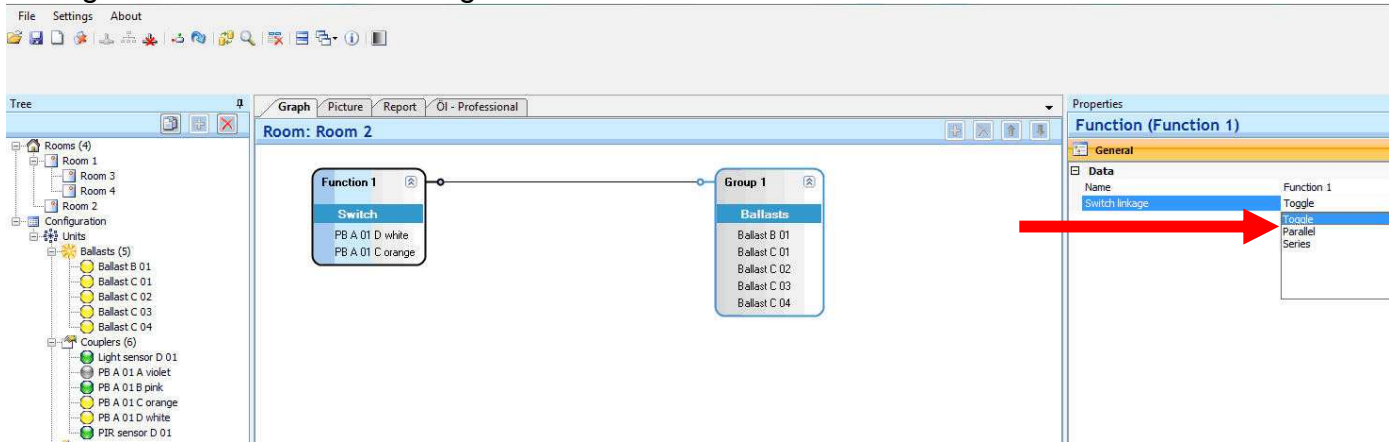 File Settings About
Tree
Graph Picture Report ÖI - Professional
Properties
Room: Room 2
Function (Function 1)
General
Data
Name Function 1
Switch linkage Toggle
Toggle
Parallel
Series
Rooms (4)
Room 1
Room 3
Room 4
Room 2
Configuration
Units
Ballasts (5)
Ballast B 01
Ballast C 01
Ballast C 02
Ballast C 03
Ballast C 04
Couplers (6)
Light sensor D 01
PB A 01 A violet
PB A 01 B pink
PB A 01 C orange
PB A 01 D white
PIR sensor D 01
Function 1
Switch
PB A 01 D white
PB A 01 C orange
Group 1
Ballasts
Ballast B 01
Ballast C 01
Ballast C 02
Ballast C 03
Ballast C 04